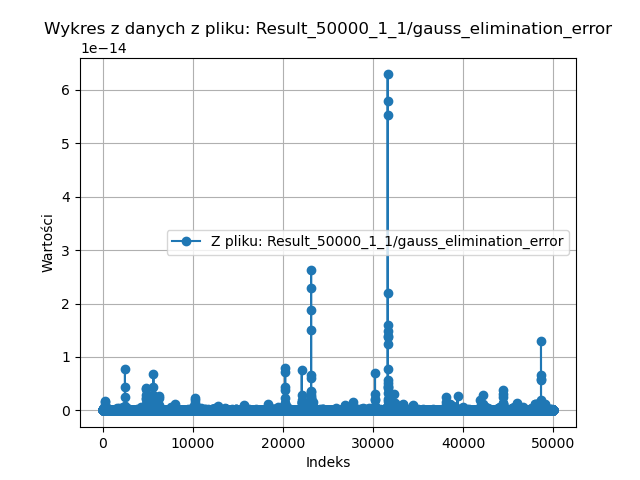 Wykres z danych z pliku: Result_50000_1_1/gauss_elimination_error
1e−14
6
5
4
3
2
1
0
Wartości
Z pliku: Result_50000_1_1/gauss_elimination_error
0 10000 20000 30000 40000 50000
Indeks